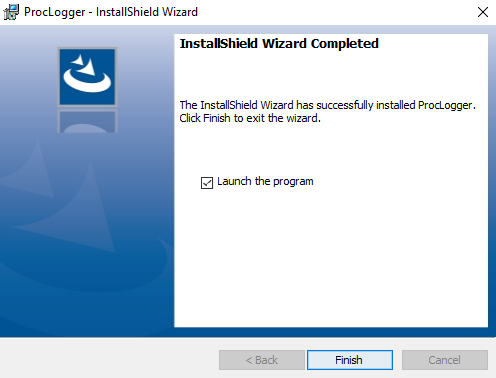 ProcLogger - InstallShield Wizard
InstallShield Wizard Completed
The InstallShield Wizard has successfully installed ProcLogger.
Click Finish to exit the wizard.
Launch the program
< Back
Finish
Cancel